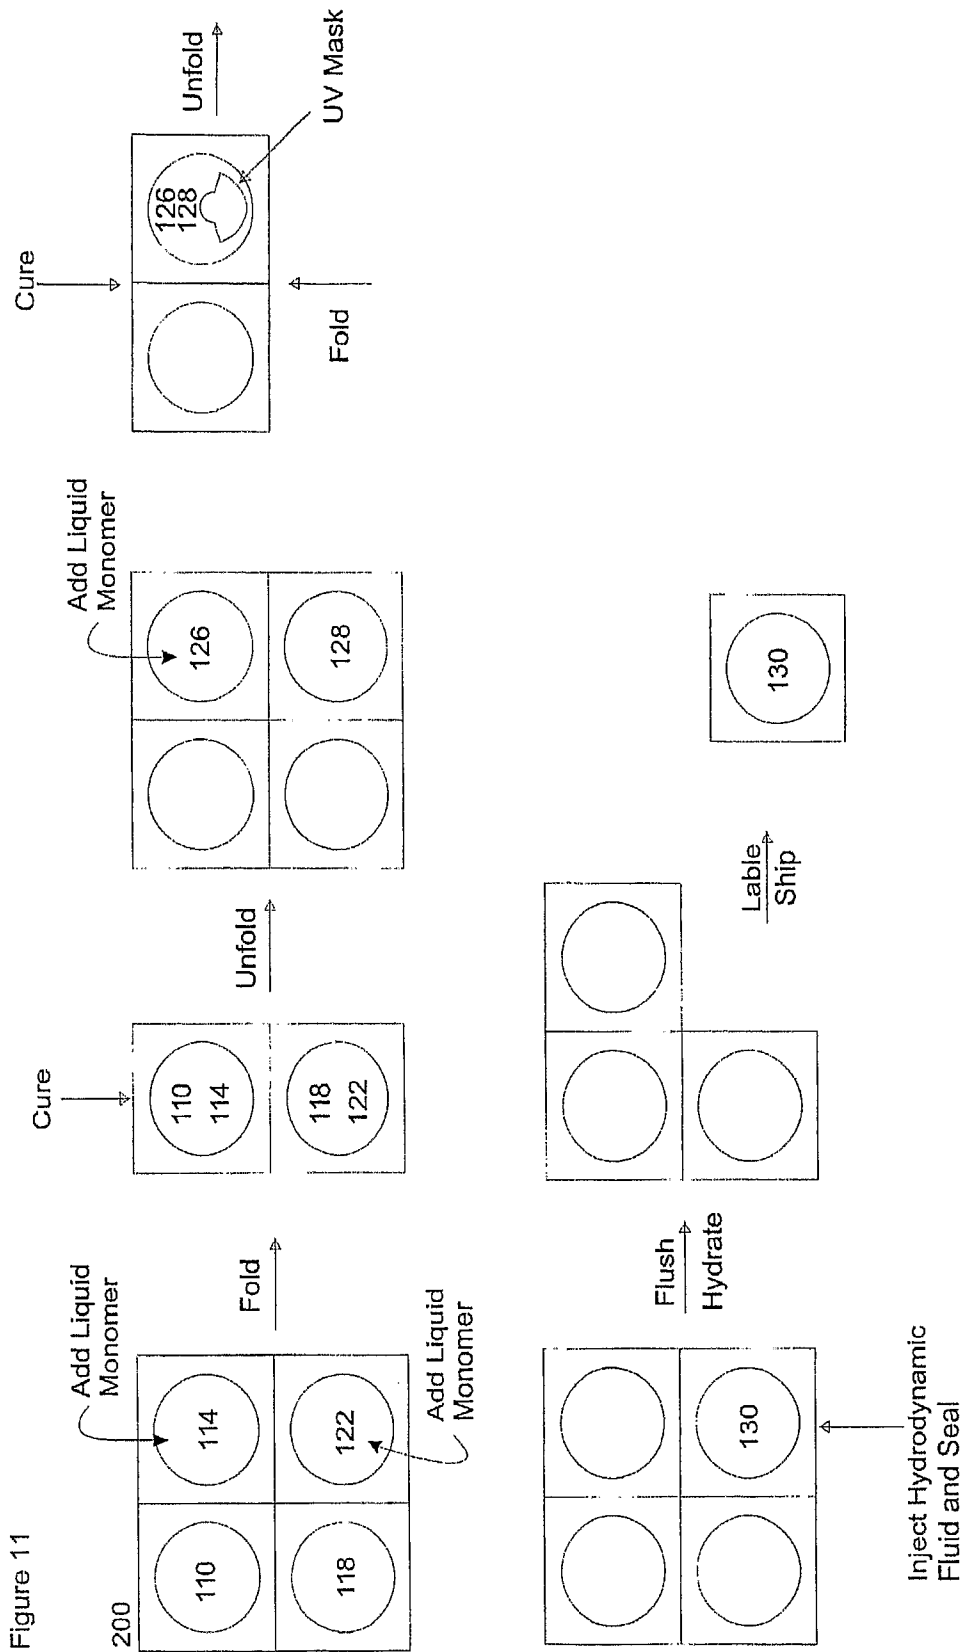 Figure 11
200
Add Liquid
Monomer
110
114
118
122
Add Liquid
Monomer
Fold
Cure
110
114
118
122
Unfold
Add Liquid
Monomer
126
128
Cure
126
128
Fold
UV Mask
Unfold
130
Inject Hydrodynamic
Fluid and Seal
Flush
Hydrate
Lable
Ship
130